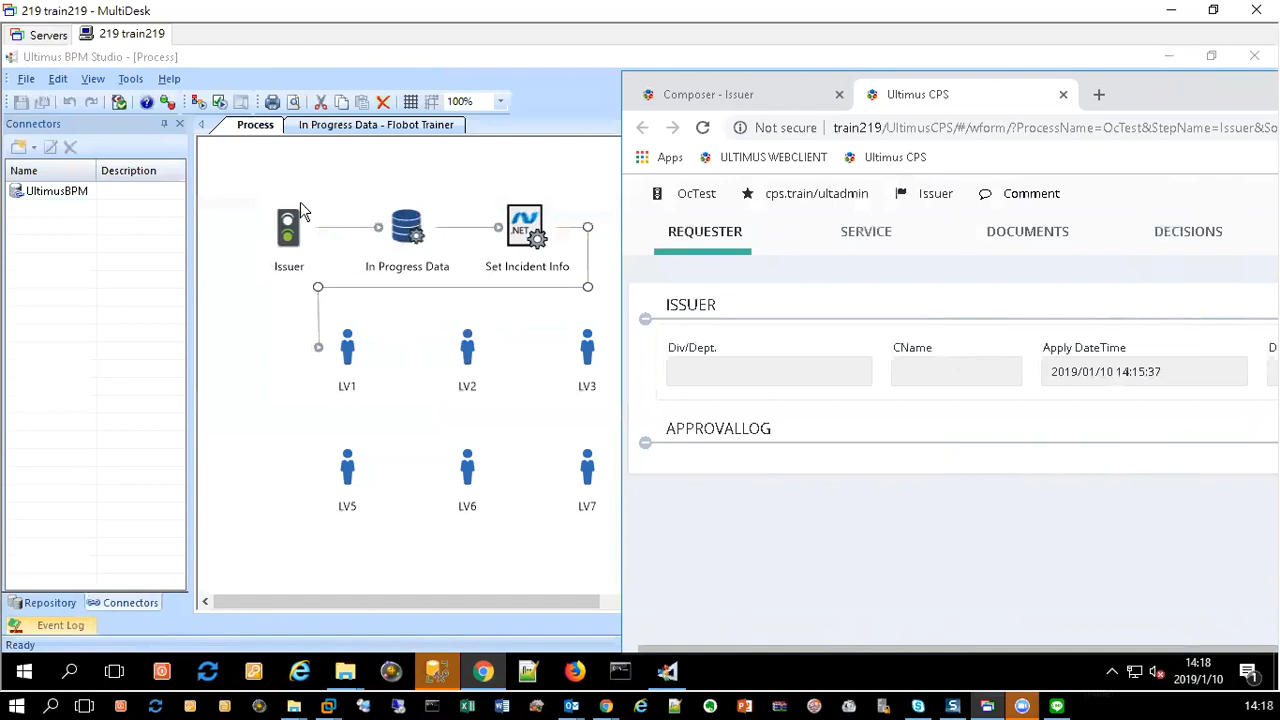 219 train219 - MultiDesk
Servers
219 train219
Ultimus BPM Studio - [Process]
File Edit View Tools Help
100%
Connectors
Process
In Progress Data - Flobot Trainer
Name Description
UltimusBPM
Issuer
In Progress Data
.NET
Set Incident Info
LV1
LV2
LV3
LV5
LV6
LV7
Repository
Connectors
Event Log
Ready
Composer - Issuer
Ultimus CPS
Not secure
train219/UltimusCPS/#/wform/?ProcessName=OcTest&StepName=Issuer&So
Apps
ULTIMUS WEBCLIENT
Ultimus CPS
OcTest
cps.train/ultadmin
Issuer
Comment
REQUESTER
SERVICE
DOCUMENTS
DECISIONS
ISSUER
Div/Dept.
CName
Apply DateTime
D
2019/01/10 14:15:37
APPROVALLOG
14:18
2019/1/10
1
14:18